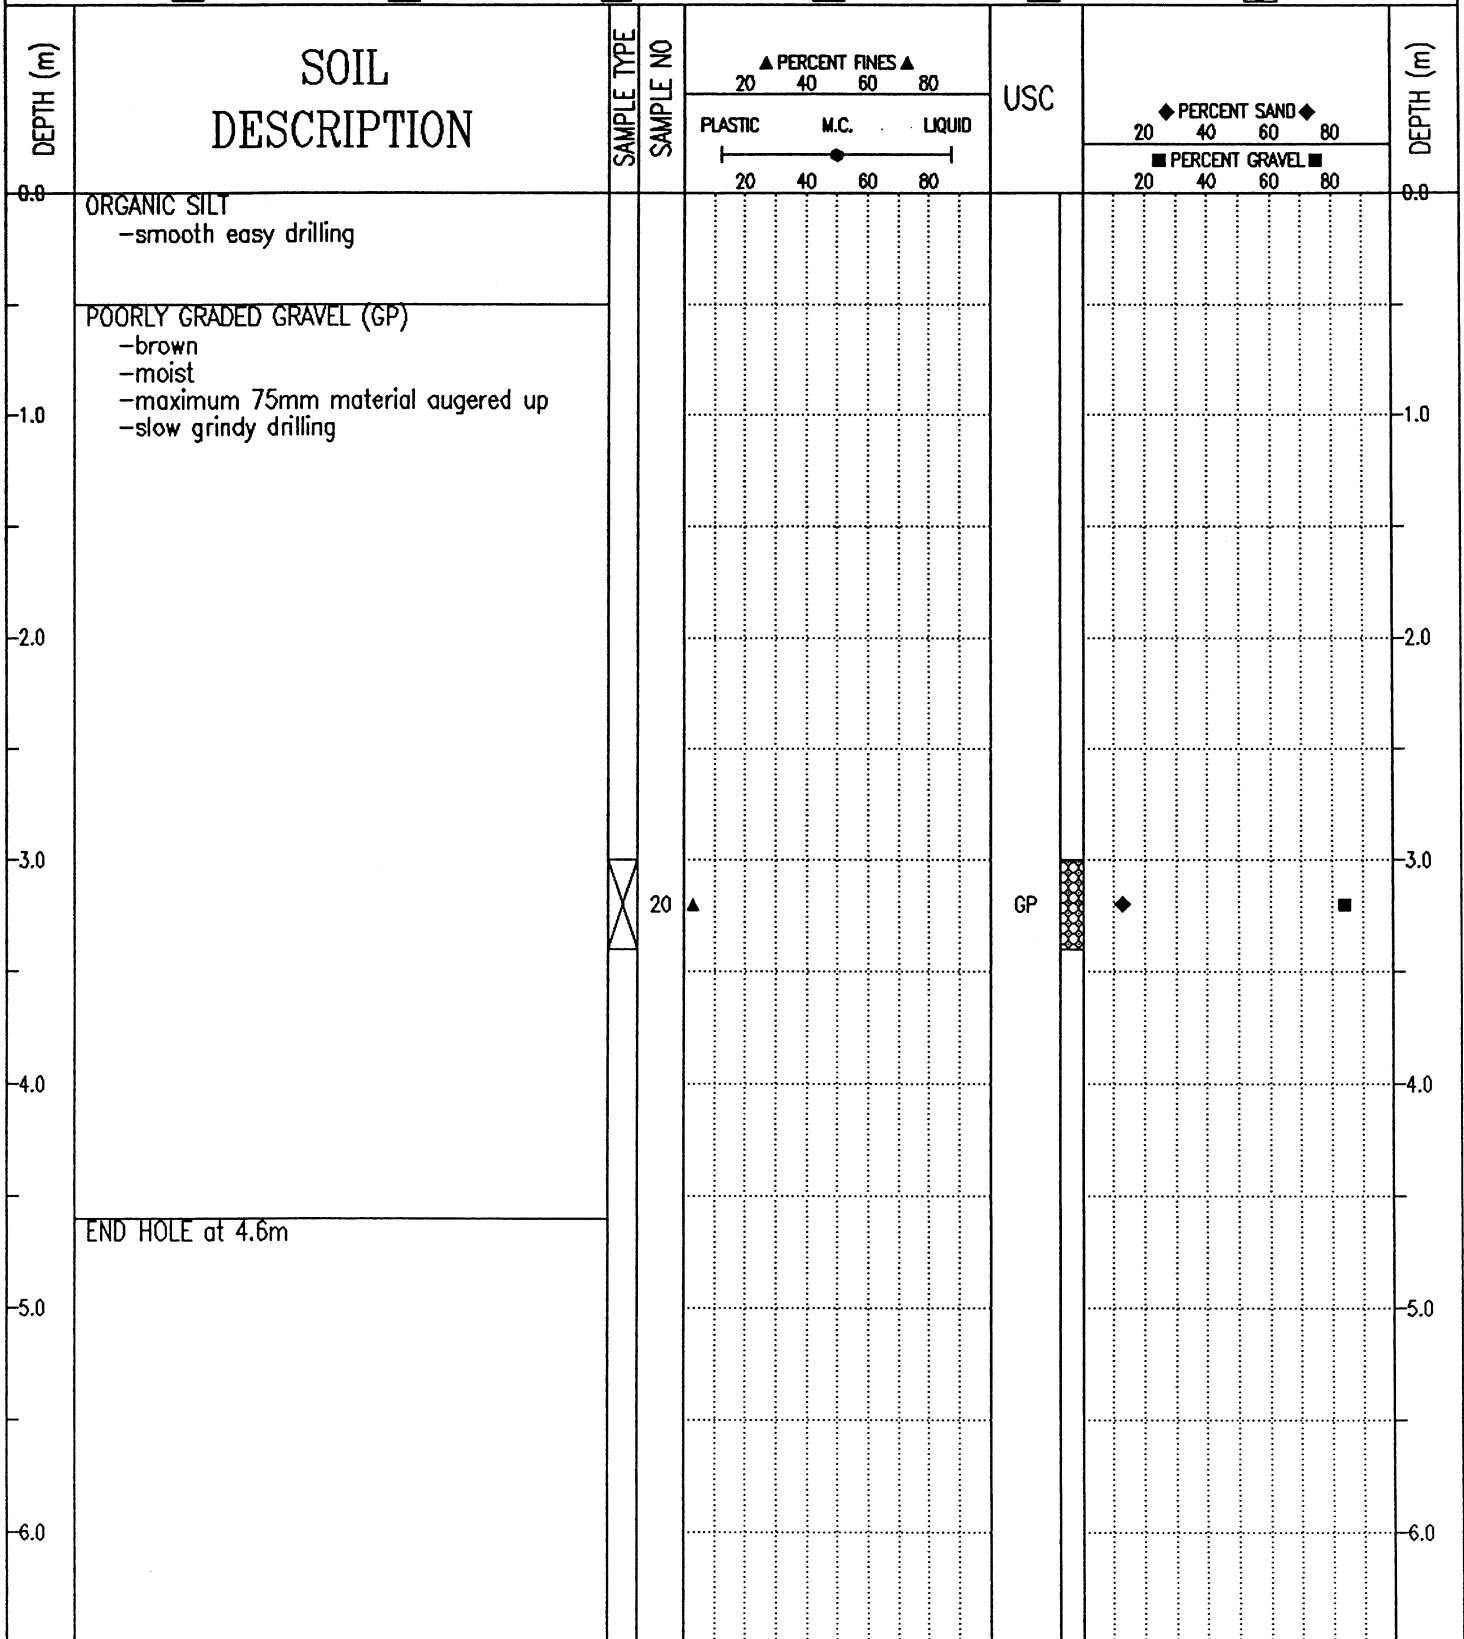 DEPTH (m)
SOIL
DESCRIPTION
SAMPLE TYPE
SAMPLE NO
▲ PERCENT FINES ▲
20 40 60 80
PLASTIC M.C. LIQUID
20 40 60 80
USC
◆ PERCENT SAND ◆
20 40 60 80
■ PERCENT GRAVEL ■
20 40 60 80
DEPTH (m)
0.0 0.0
ORGANIC SILT
-smooth easy drilling
POORLY GRADED GRAVEL (GP)
-brown
-moist
-maximum 75mm material augered up
1.0 1.0
-slow grindy drilling
2.0 2.0
3.0 3.0
20 GP
4.0 4.0
END HOLE at 4.6m
5.0 5.0
6.0 6.0